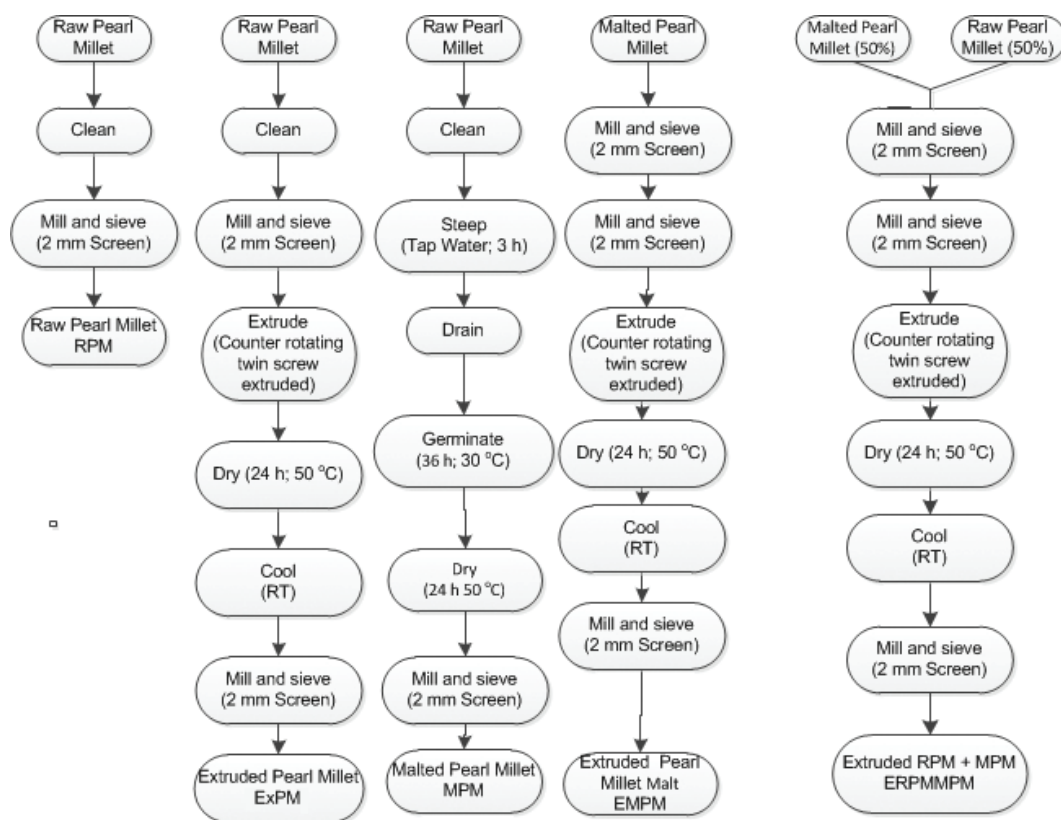 Raw Pearl
Millet
Clean
Mill and sieve
(2 mm Screen)
Raw Pearl Millet
RPM
Raw Pearl
Millet
Clean
Mill and sieve
(2 mm Screen)
Extrude
(Counter rotating
twin screw
extruded)
Dry (24 h; 50 °C)
Cool
(RT)
Mill and sieve
(2 mm Screen)
Extruded Pearl Millet
ExPM
Raw Pearl
Millet
Clean
Steep
(Tap Water; 3 h)
Drain
Germinate
(36 h; 30 °C)
Dry
(24 h 50 °C)
Mill and sieve
(2 mm Screen)
Malted Pearl Millet
MPM
Malted Pearl
Millet
Mill and sieve
(2 mm Screen)
Mill and sieve
(2 mm Screen)
Extrude
(Counter rotating
twin screw
extruded)
Dry (24 h; 50 °C)
Cool
(RT)
Mill and sieve
(2 mm Screen)
Extruded Pearl
Millet Malt
EMPM
Malted Pearl
Millet (50%)
Raw Pearl
Millet (50%)
Mill and sieve
(2 mm Screen)
Mill and sieve
(2 mm Screen)
Extrude
(Counter rotating
twin screw
extruded)
Dry (24 h; 50 °C)
Cool
(RT)
Mill and sieve
(2 mm Screen)
Extruded RPM + MPM
ERPMMPM